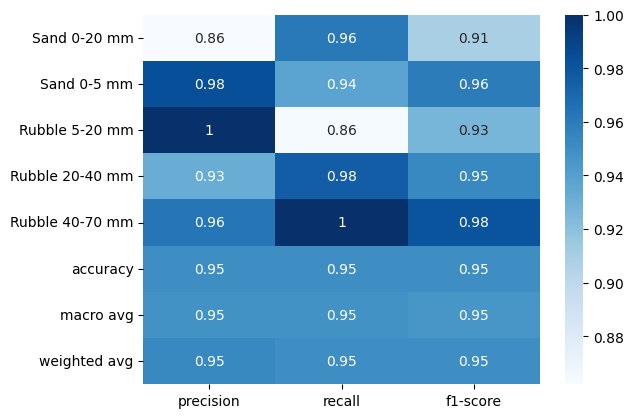 Sand 0-20 mm 0.86 0.96 0.91
Sand 0-5 mm 0.98 0.94 0.96
Rubble 5-20 mm 1 0.86 0.93
Rubble 20-40 mm 0.93 0.98 0.95
Rubble 40-70 mm 0.96 1 0.98
accuracy 0.95 0.95 0.95
macro avg 0.95 0.95 0.95
weighted avg 0.95 0.95 0.95
precision recall f1-score
1.00
0.98
0.96
0.94
0.92
0.90
0.88